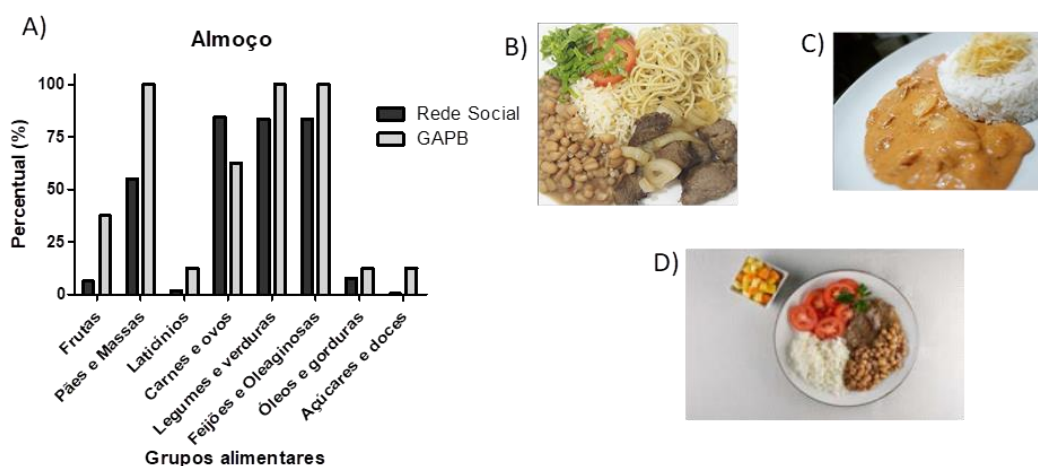 A)
Almoço
Percentual (%)
100
75
50
25
0
Rede Social
GAPB
Frutas
Pães e Massas
Laticínios
Carnes e ovos
Legumes e verduras
Feijões e Oleaginosas
Óleos e gorduras
Açúcares e doces
Grupos alimentares
B)
C)
D)